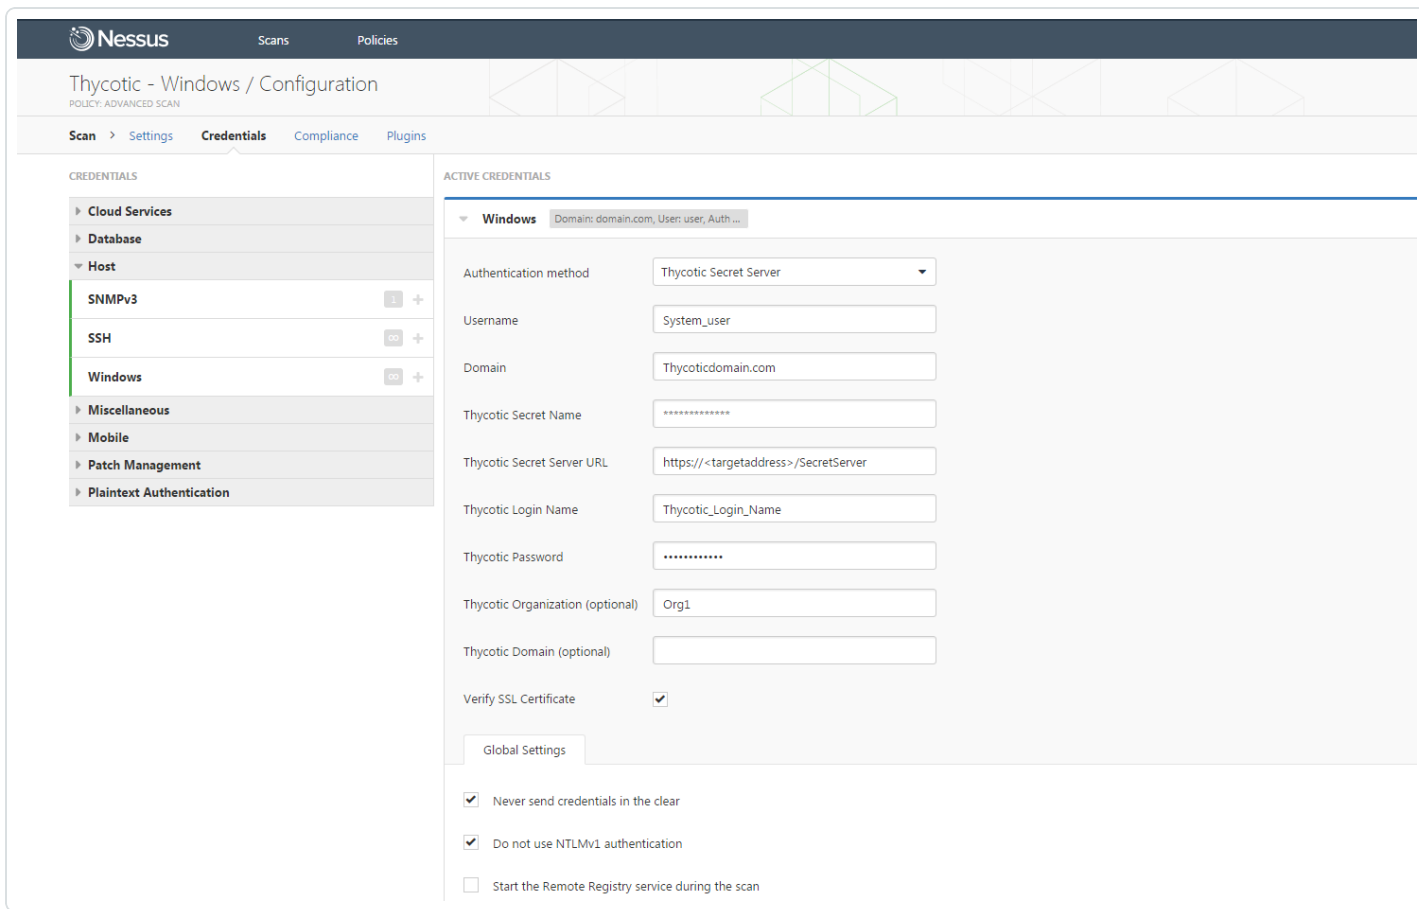 Nessus Scans Policies
Thycotic - Windows / Configuration
POLICY: ADVANCED SCAN
Scan > Settings Credentials Compliance Plugins
CREDENTIALS
Cloud Services
Database
Host
SNMPv3 1 +
SSH ∞ +
Windows ∞ +
Miscellaneous
Mobile
Patch Management
Plaintext Authentication
ACTIVE CREDENTIALS
Windows Domain: domain.com, User: user, Auth ...
Authentication method Thycotic Secret Server
Username System_user
Domain Thycoticdomain.com
Thycotic Secret Name *************
Thycotic Secret Server URL https://<targetaddress>/SecretServer
Thycotic Login Name Thycotic_Login_Name
Thycotic Password ••••••••••••
Thycotic Organization (optional) Org1
Thycotic Domain (optional)
Verify SSL Certificate
Global Settings
Never send credentials in the clear
Do not use NTLMv1 authentication
Start the Remote Registry service during the scan